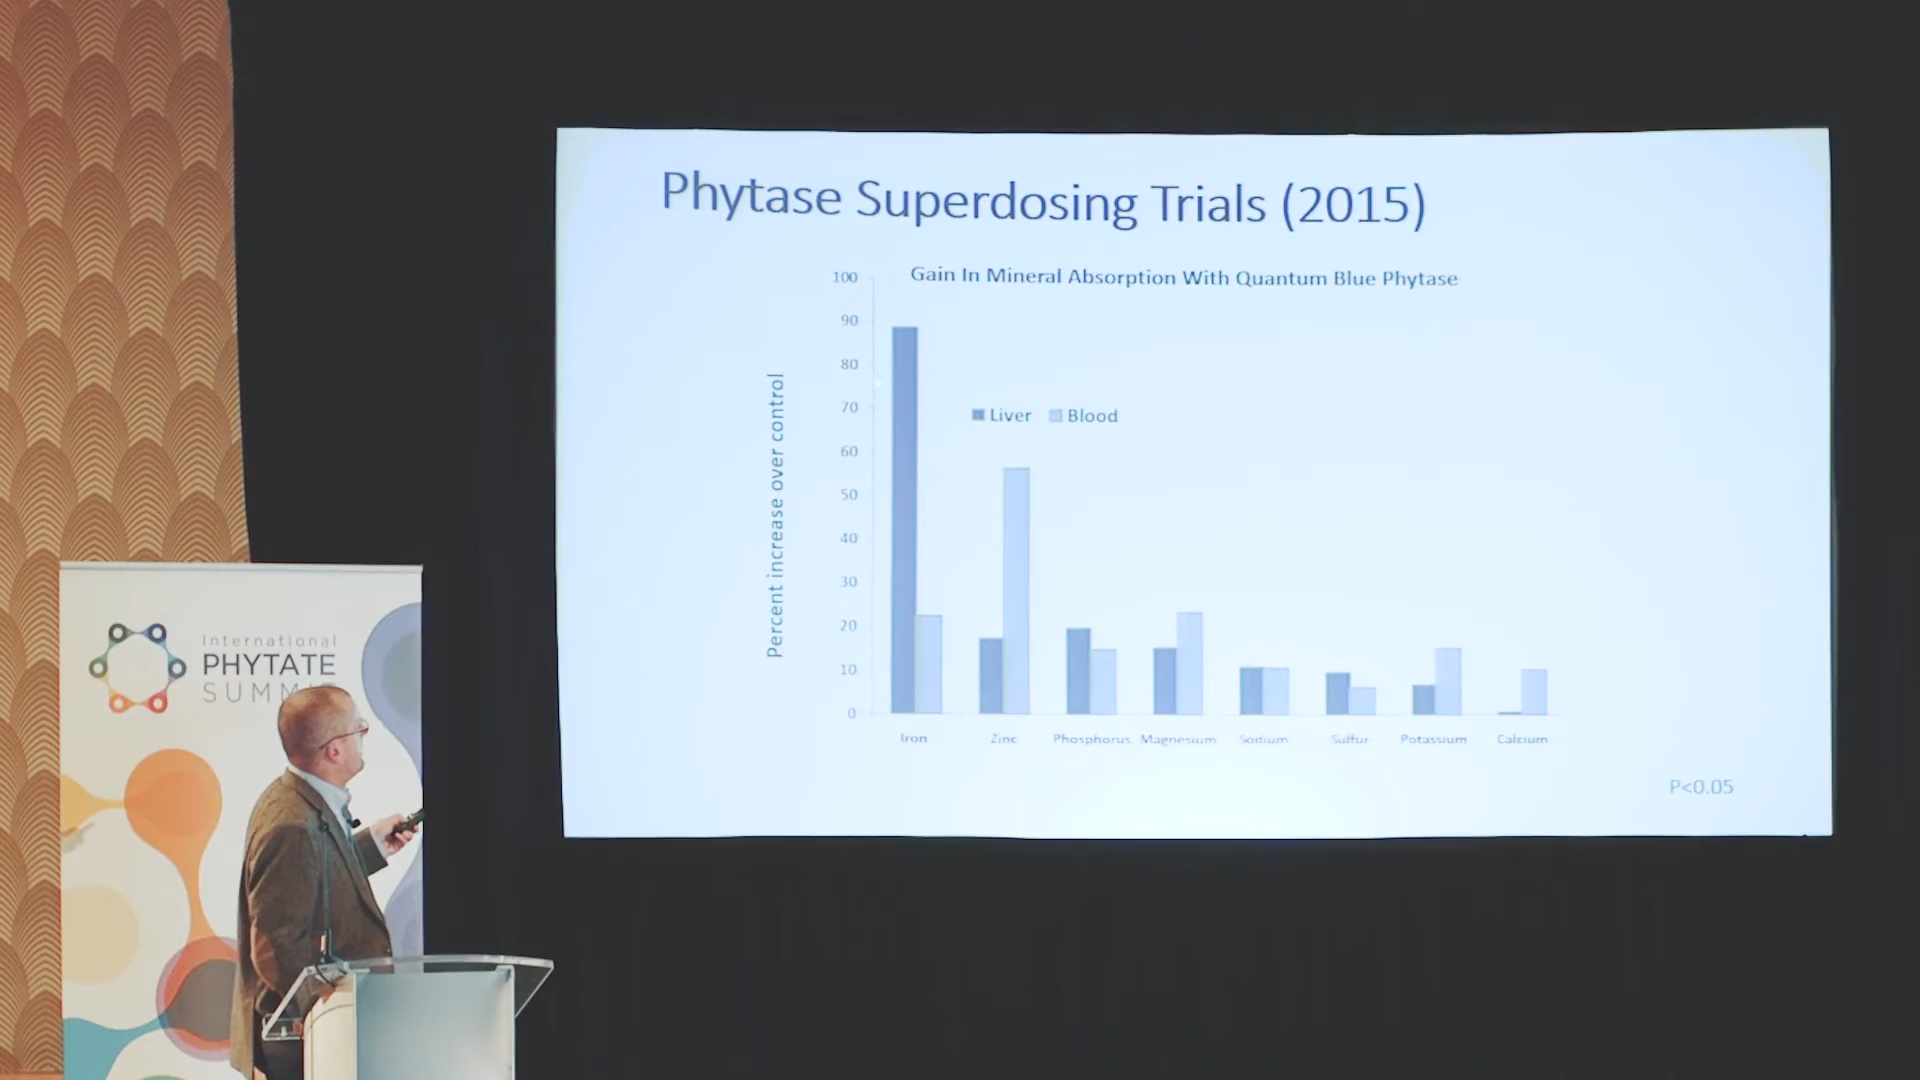 Phytase Superdosing Trials (2015)
Gain In Mineral Absorption With Quantum Blue Phytase
Percent increase over control
100
90
80
70
60
50
40
30
20
10
0
Liver Blood
Iron Zinc Phosphorus Magnesium Sodium Sulfur Potassium Calcium
P<0.05
International
PHYTATE
SUMM